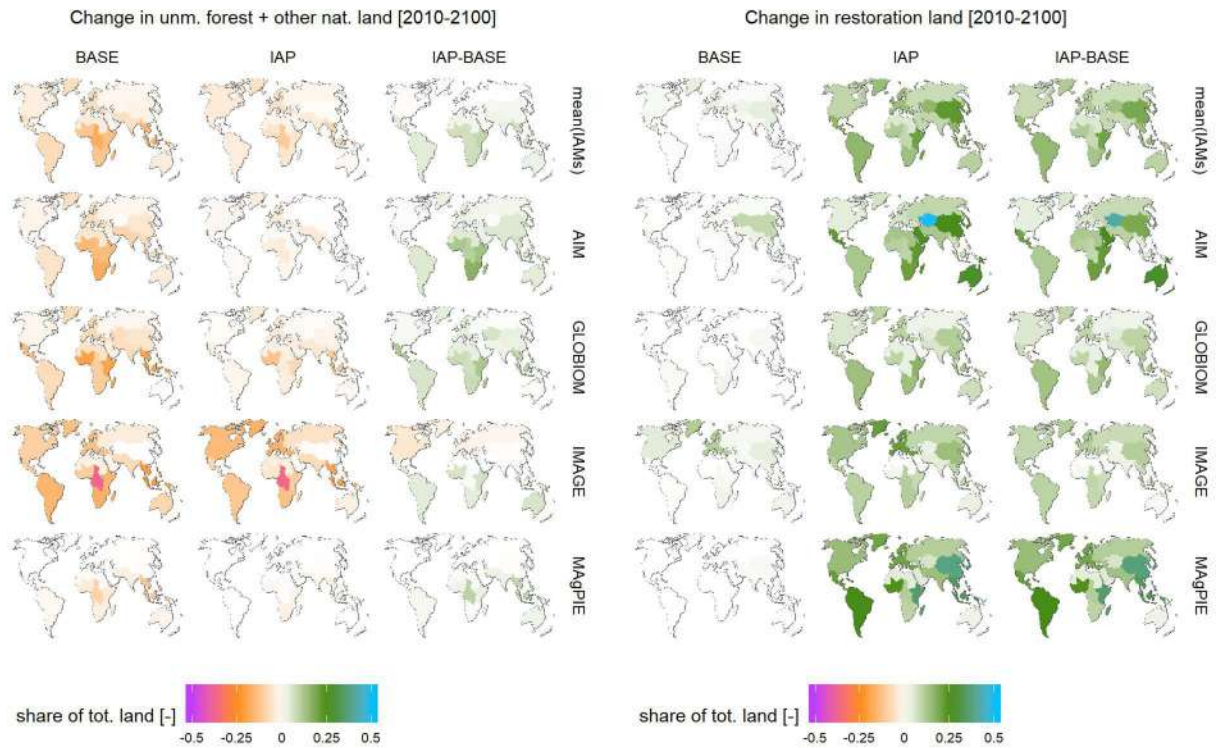 Change in unm. forest + other nat. land [2010-2100]
BASE IAP IAP-BASE
mean(IAMs)
AIM
GLOBIOM
IMAGE
MAgPIE
share of tot. land [-]
-0.5 -0.25 0 0.25 0.5
Change in restoration land [2010-2100]
BASE IAP IAP-BASE
mean(IAMs)
AIM
GLOBIOM
IMAGE
MAgPIE
share of tot. land [-]
-0.5 -0.25 0 0.25 0.5